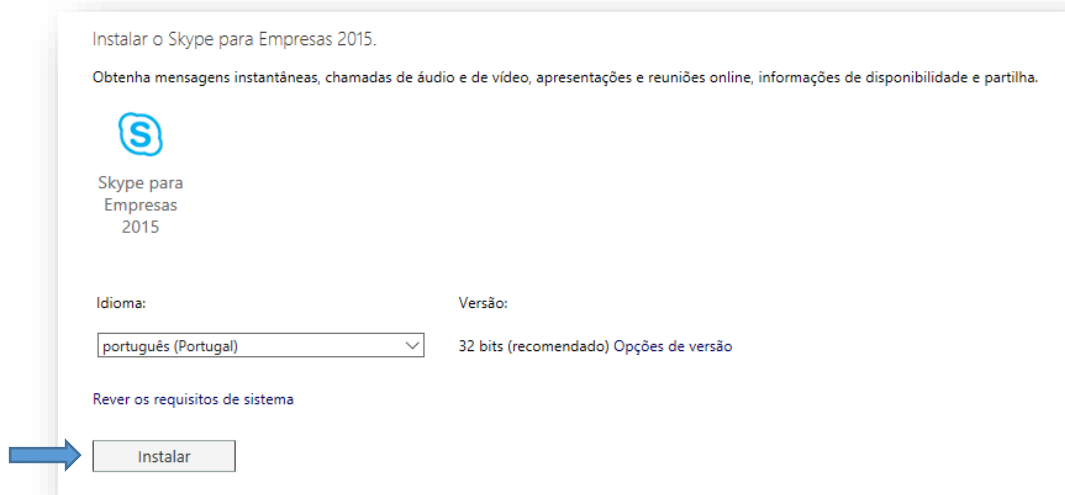 Instalar o Skype para Empresas 2015.
Obtenha mensagens instantâneas, chamadas de áudio e de vídeo, apresentações e reuniões online, informações de disponibilidade e partilha.
Skype para
Empresas
2015
Idioma:
Versão:
português (Portugal)
32 bits (recomendado) Opções de versão
Rever os requisitos de sistema
Instalar